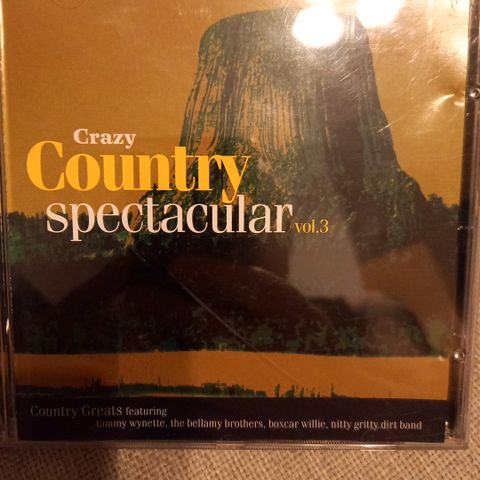 Crazy
Country
spectacular vol.3
Country Greats featuring
tammy wynette, the bellamy brothers, boxcar willie, nitty gritty dirt band